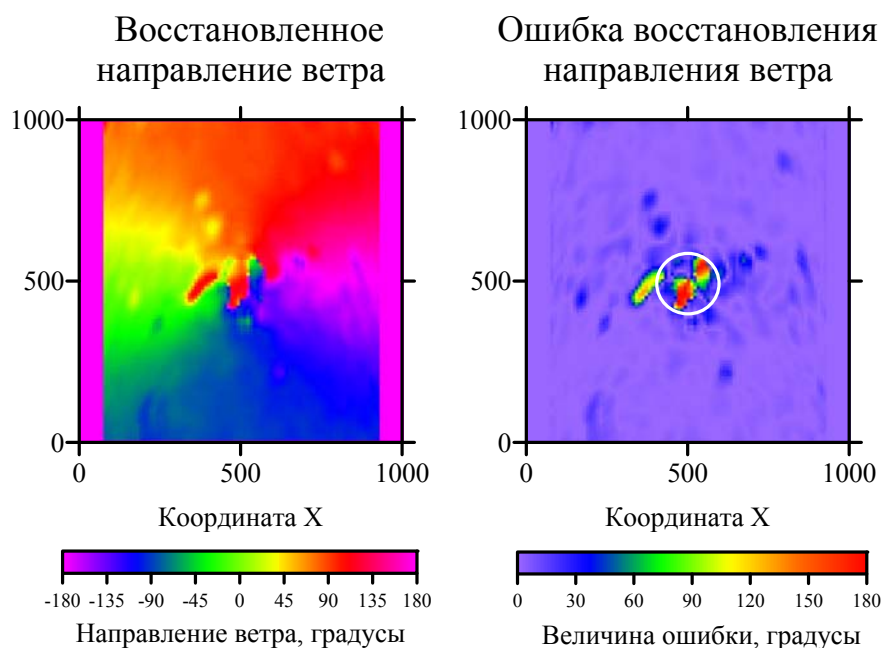 Восстановленное
направление ветра
1000
500
0
0 500 1000
Координата X
-180 -135 -90 -45 0 45 90 135 180
Направление ветра, градусы
Ошибка восстановления
направления ветра
1000
500
0
0 500 1000
Координата X
0 30 60 90 120 150 180
Величина ошибки, градусы